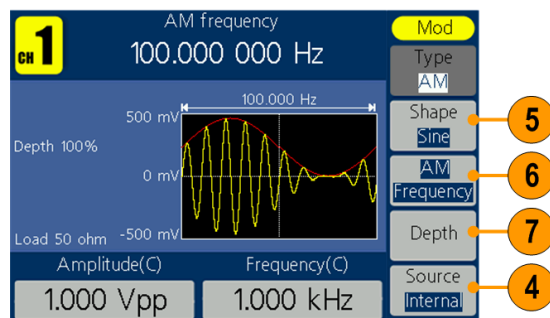 CH 1
AM frequency
100.000 000 Hz
Mod
Type
AM
100.000 Hz
500 mV
Shape
Sine
5
Depth 100%
0 mV
AM
Frequency
6
Depth
7
Load 50 ohm
-500 mV
Amplitude(C)
Frequency(C)
Source
Internal
4
1.000 Vpp
1.000 kHz